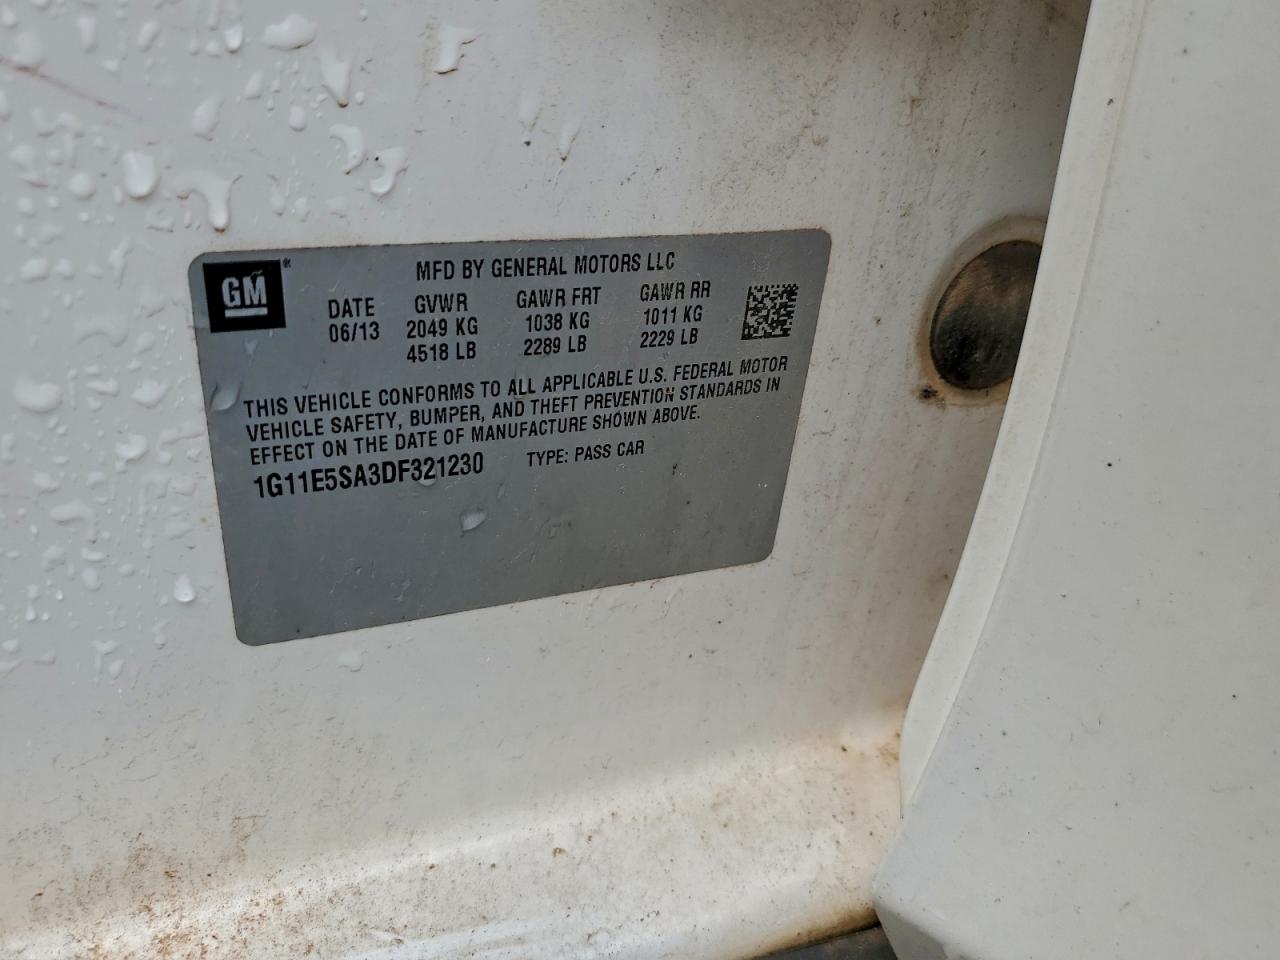 GM®
MFD BY GENERAL MOTORS LLC
DATE GVWR GAWR FRT GAWR RR
06/13 2049 KG 1038 KG 1011 KG
4518 LB 2289 LB 2229 LB
THIS VEHICLE CONFORMS TO ALL APPLICABLE U.S. FEDERAL MOTOR
VEHICLE SAFETY, BUMPER, AND THEFT PREVENTION STANDARDS IN
EFFECT ON THE DATE OF MANUFACTURE SHOWN ABOVE.
1G11E5SA3DF321230 TYPE: PASS CAR